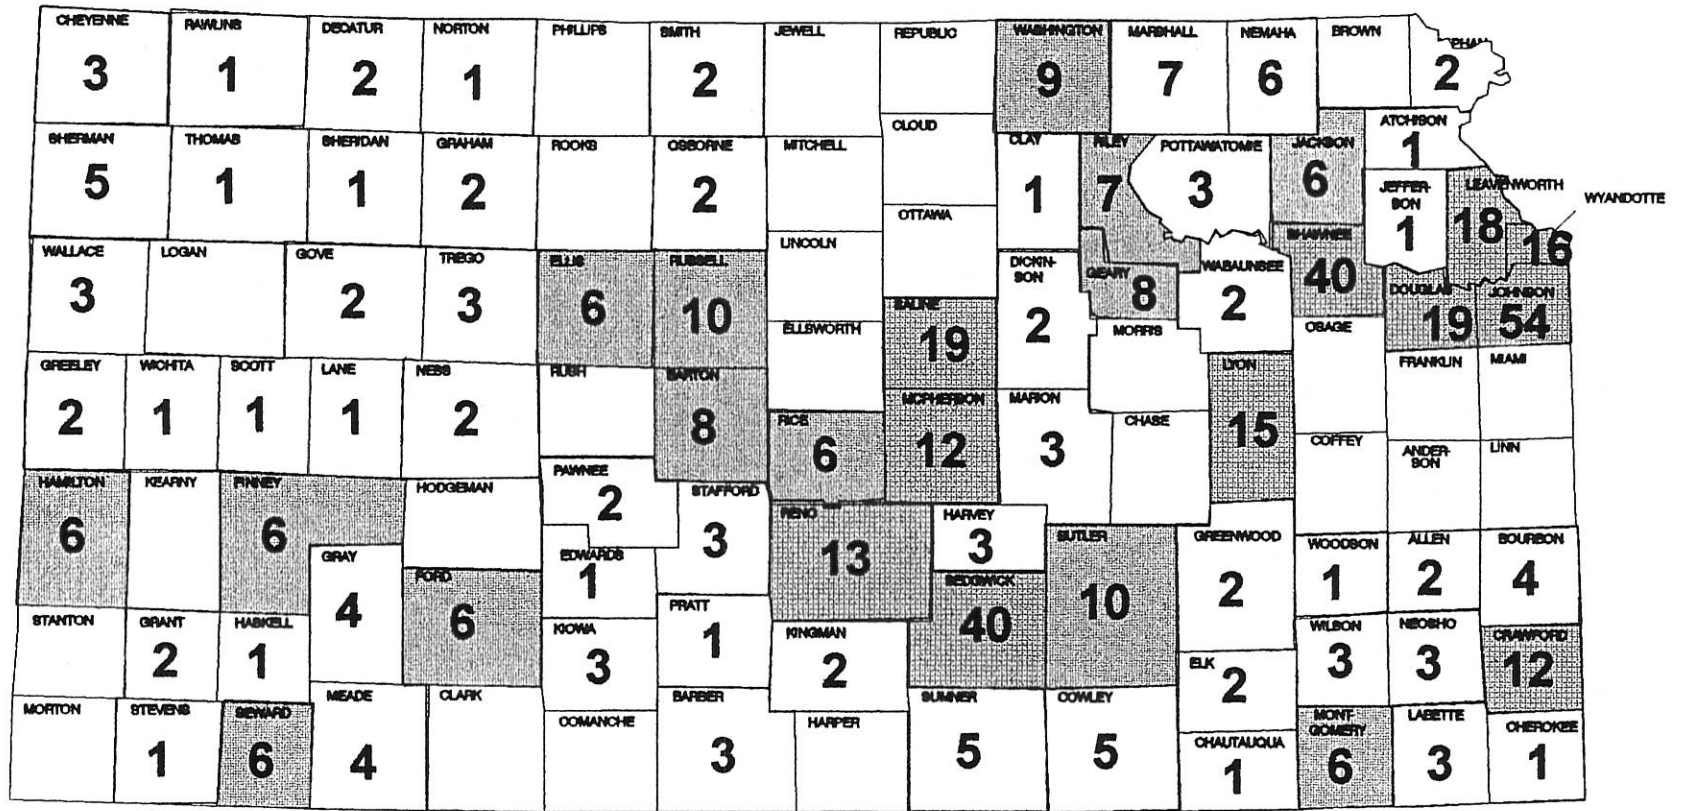 CHEYENNE RAWLINS DECATUR NORTON PHILLIPS SMITH JEWELL REPUBLIC WASHINGTON MARSHALL NEMAHA BROWN
3 1 2 1 2 9 7 6 2
CLOUD ATCHISON
SHERMAN THOMAS SHERIDAN GRAHAM ROOKS OSBORNE MITCHELL CLAY RILEY POTTAWATOMIE JACKSON
5 1 1 2 2 1 7 3 6 1
JEFFER-
SON
LEAVENWORTH
WYANDOTTE
OTTAWA
1 18 16
WALLACE LOGAN GOVE TREGO ELLIS RUSSELL LINCOLN DICKIN-
SON
GEARY WABAUNSEE SHAWNEE
3 2 3 6 10 2 8 2 40
DOUGLAS JOHNSON
19 54
SALINE ELLSWORTH MORRIS OSAGE
19
GREELEY WICHITA SCOTT LANE NESS RUSH BARTON LYON FRANKLIN MIAMI
2 1 1 1 2 8 15
RICE MCPHERSON MARION CHASE
6 12 3
COFFEY ANDER-
SON
LINN
HAMILTON KEARNY FINNEY HODGEMAN PAWNEE STAFFORD RENO HARVEY BUTLER GREENWOOD WOODSON ALLEN BOURBON
6 6 2 3 13 3 10 2 1 2 4
GRAY FORD EDWARDS SEDGWICK
4 6 1 40
STANTON GRANT HASKELL KIOWA PRATT KINGMAN ELK WILSON NEOSHO CRAWFORD
2 1 3 1 2 2 3 3 12
MORTON STEVENS SEWARD MEADE CLARK COMANCHE BARBER HARPER SUMNER COWLEY CHAUTAUQUA MONT-
GOMERY
LABETTE CHEROKEE
1 6 4 3 5 5 1 6 3 1